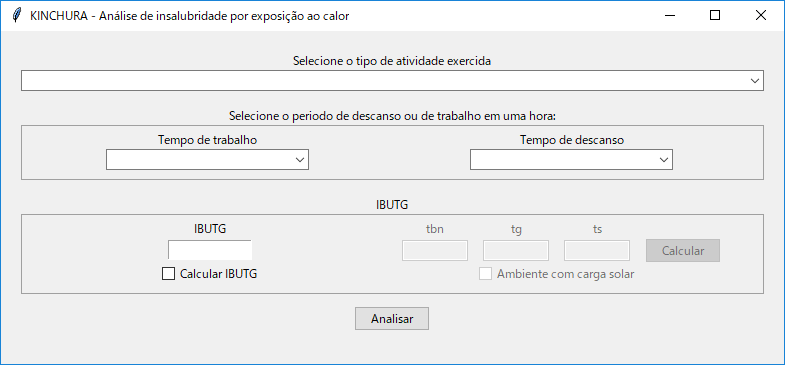 KINCHURA - Análise de insalubridade por exposição ao calor
Selecione o tipo de atividade exercida
Selecione o periodo de descanso ou de trabalho em uma hora:
Tempo de trabalho Tempo de descanso
IBUTG
IBUTG tbn tg ts
Calcular
Calcular IBUTG Ambiente com carga solar
Analisar